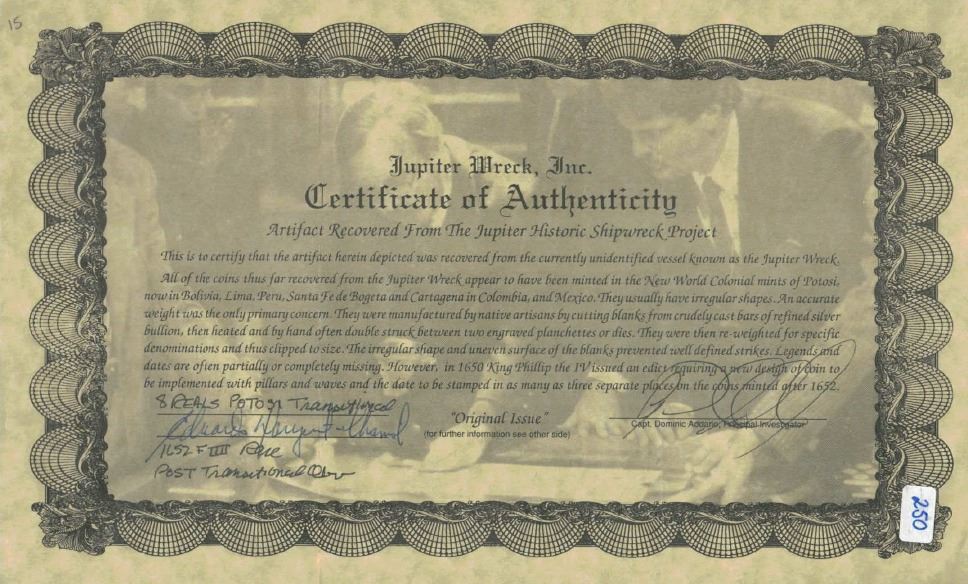 15
Jupiter Wreck, Inc.
Certificate of Authenticity
Artifact Recovered From The Jupiter Historic Shipwreck Project
This is to certify that the artifact herein depicted was recovered from the currently unidentified vessel known as the Jupiter Wreck.
All of the coins thus far recovered from the Jupiter Wreck appear to have been minted in the New World Colonial mints of Potosi,
now in Bolivia, Lima, Peru, Santa Fe de Bogeta and Cartagena in Colombia, and Mexico. They usually have irregular shapes. An accurate
weight was the only primary concern. They were manufactured by native artisans by cutting blanks from crudely cast bars of refined silver
bullion, then heated and by hand often double struck between two engraved planchettes or dies. They were then re-weighted for specific
denominations and thus clipped to size. The irregular shape and uneven surface of the blanks prevented well defined strikes. Legends and
dates are often partially or completely missing. However, in 1650 King Phillip the IV issued an edict requiring a new design of coin to
be implemented with pillars and waves and the date to be stamped in as many as three separate places on the coins minted after 1652.
8 REALS POTOSI Transitional
"Original Issue"
(for further information see other side)
Capt. Dominic Addario, Principal Investigator
1652 F IIII Rare
POST Transitional Obv
250